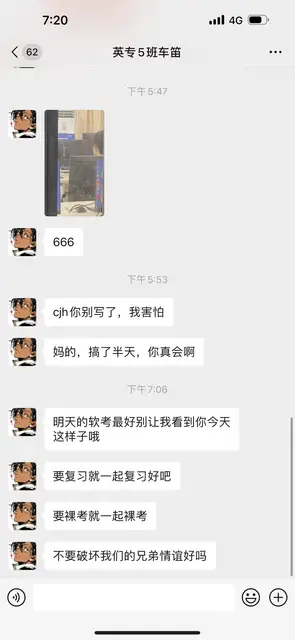 7:20
4G
62
英专5班车笛
下午5:47
666
下午5:53
cjh你别写了，我害怕
妈的，搞了半天，你真会啊
下午7:06
明天的软考最好别让我看到你今天
这样子哦
要复习就一起复习好吧
要裸考就一起裸考
不要破坏我们的兄弟情谊好吗